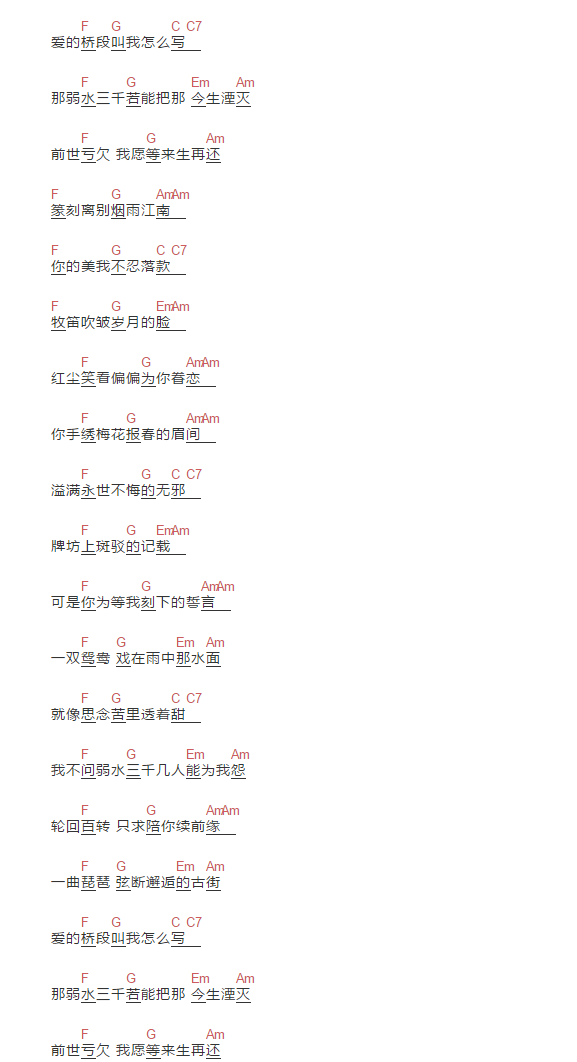 F G C C7
爱的桥段叫我怎么写
F G Em Am
那弱水三千若能把那 今生湮灭
F G Am
前世亏欠 我愿等来生再还
F G AmAm
篆刻离别烟雨江南
F G C C7
你的美我不忍落款
F G EmAm
牧笛吹皱岁月的脸
F G AmAm
红尘笑看偏偏为你眷恋
F G AmAm
你手绣梅花报春的眉间
F G C C7
溢满永世不悔的无邪
F G EmAm
牌坊上斑驳的记载
F G AmAm
可是你为等我刻下的誓言
F G Em Am
一双鸳鸯 戏在雨中那水面
F G C C7
就像思念苦里透着甜
F G Em Am
我不问弱水三千几人能为我怨
F G AmAm
轮回百转 只求陪你续前缘
F G Em Am
一曲琵琶 弦断邂逅的古街
F G C C7
爱的桥段叫我怎么写
F G Em Am
那弱水三千若能把那 今生湮灭
F G Am
前世亏欠 我愿等来生再还